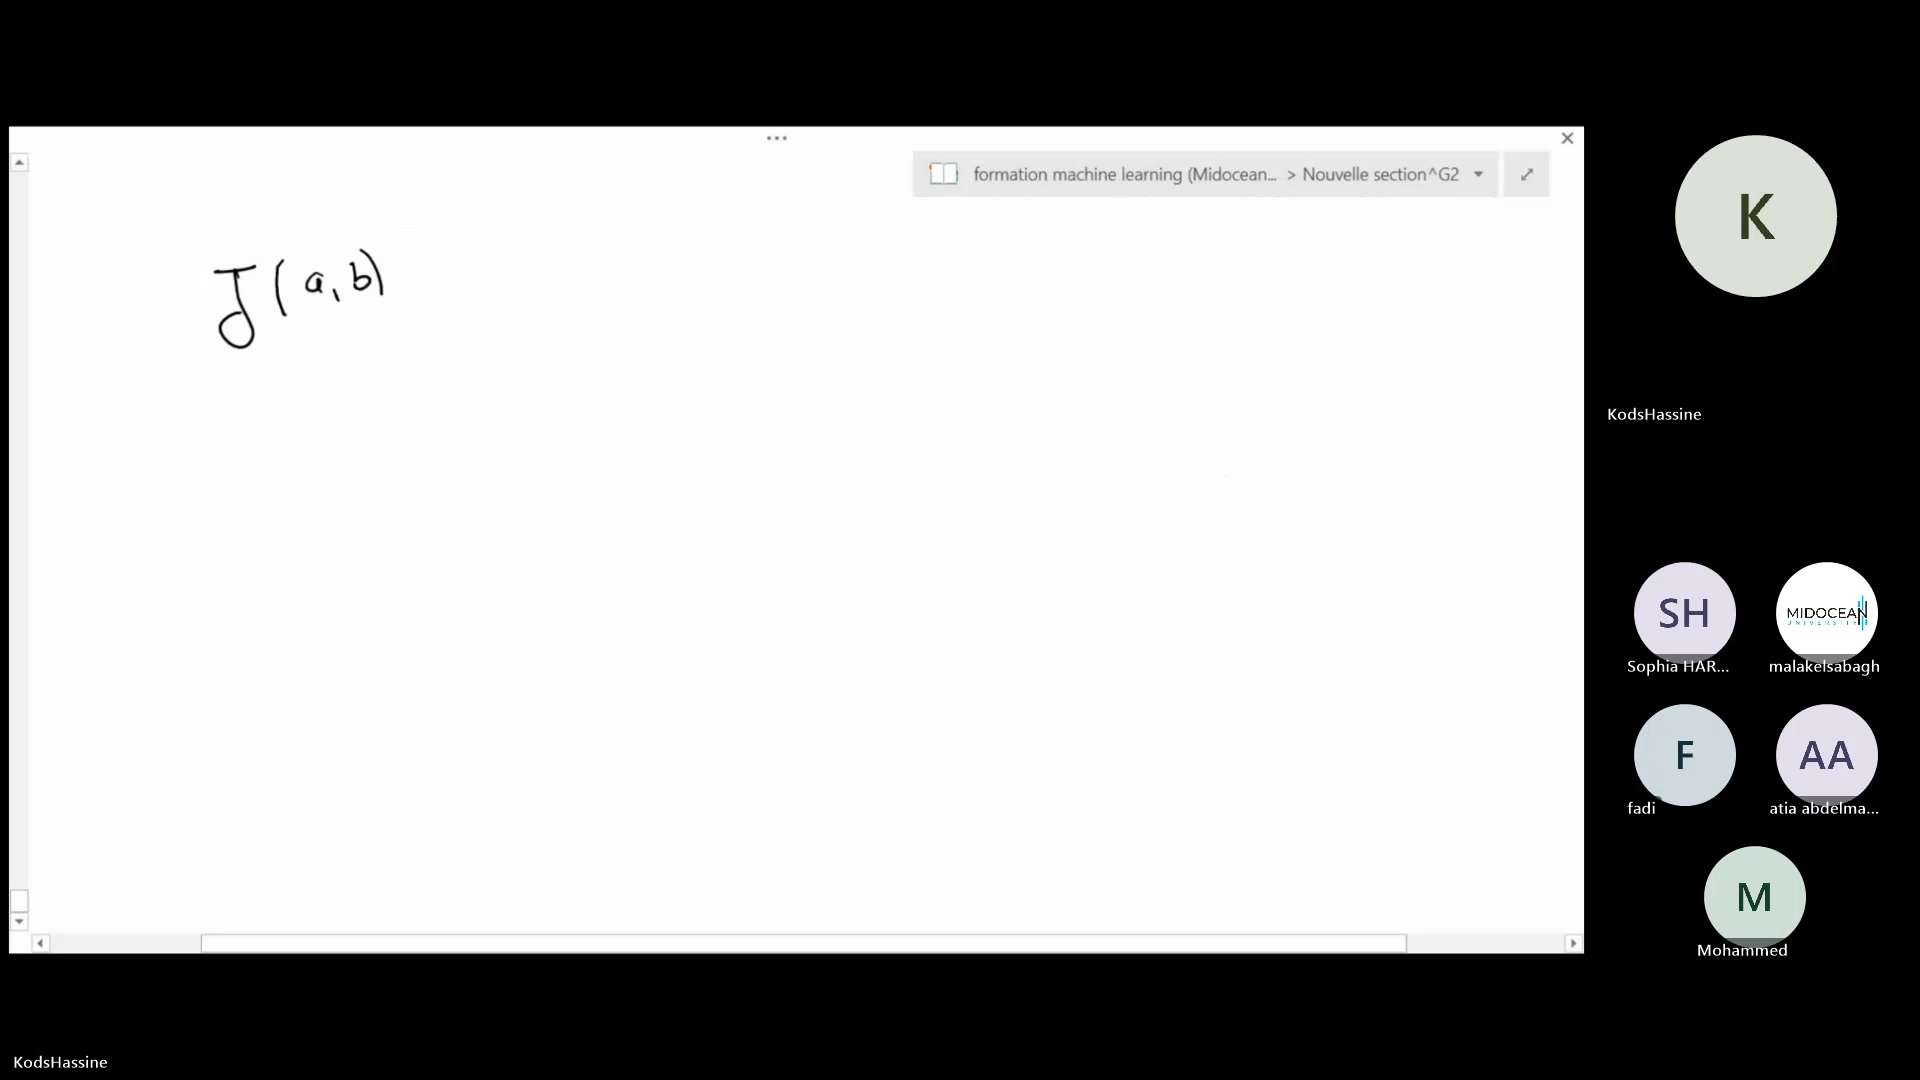 formation machine learning (Midocean... > Nouvelle section^G2
J(a,b)
K
KodsHassine
SH
Sophia HAR...
MIDOCEAN
UNIVERSITY
malakelsabagh
F
fadi
AA
atia abdelma...
M
Mohammed
KodsHassine